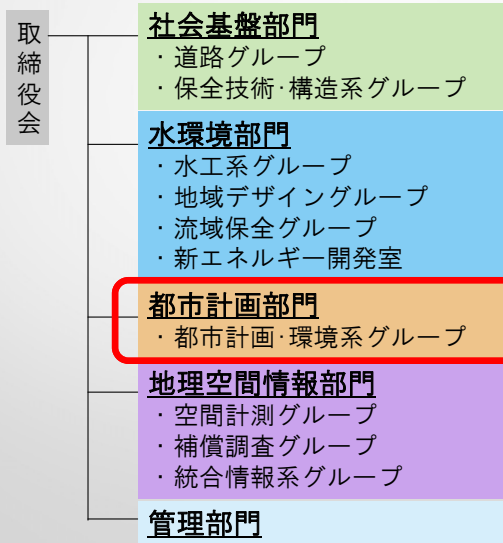 取締役会
社会基盤部門
・道路グループ
・保全技術・構造系グループ
水環境部門
・水工系グループ
・地域デザイングループ
・流域保全グループ
・新エネルギー開発室
都市計画部門
・都市計画・環境系グループ
地理空間情報部門
・空間計測グループ
・補償調査グループ
・統合情報系グループ
管理部門